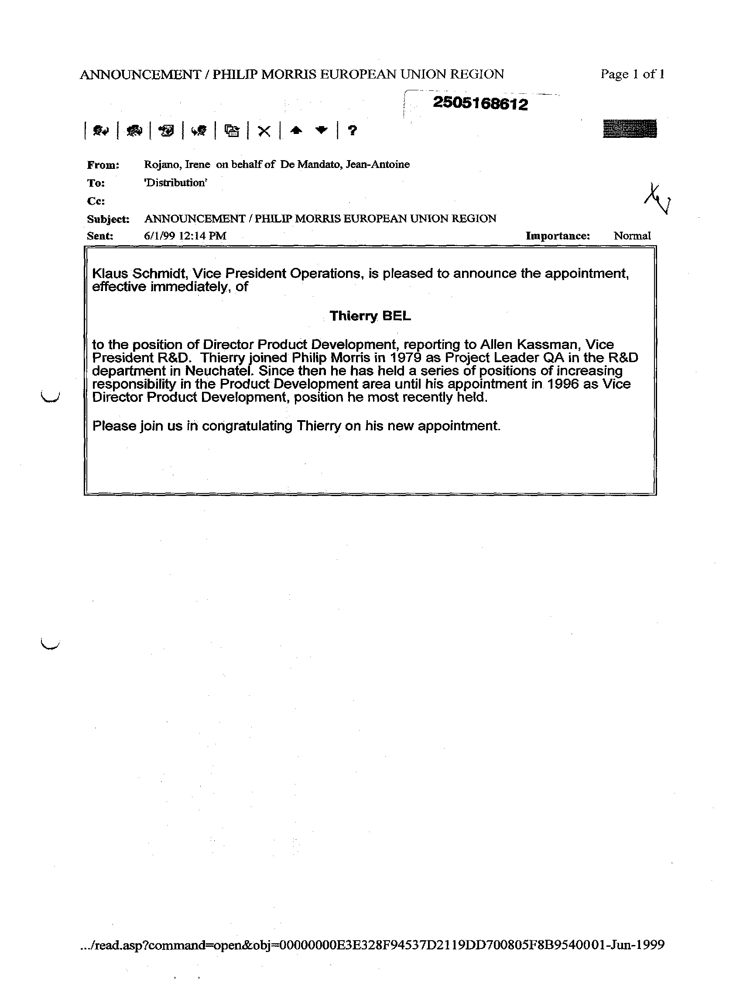 ANNOUNCEMENT / PHILIP MORRIS EUROPEAN UNION REGION Page 1 of 1
2505168612
?
From: Rojano, Irene on behalf of De Mandato, Jean-Antoine
To: 'Distribution'
Cc:
Subject: ANNOUNCEMENT / PHILIP MORRIS EUROPEAN UNION REGION
Sent: 6/1/99 12:14 PM Importance: Normal
Klaus Schmidt, Vice President Operations, is pleased to announce the appointment,
effective immediately, of
Thierry BEL
to the position of Director Product Development, reporting to Allen Kassman, Vice
President R&D. Thierry joined Philip Morris in 1979 as Project Leader QA in the R&D
department in Neuchatel. Since then he has held a series of positions of increasing
responsibility in the Product Development area until his appointment in 1996 as Vice
Director Product Development, position he most recently held.
Please join us in congratulating Thierry on his new appointment.
.../read.asp?command=open&obj=00000000E3E328F94537D2119DD700805F8B9540001-Jun-1999